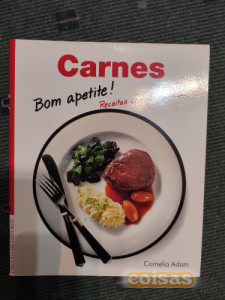 Carnes
Bom apetite!
Receitas
Cornelia Adam
coisas